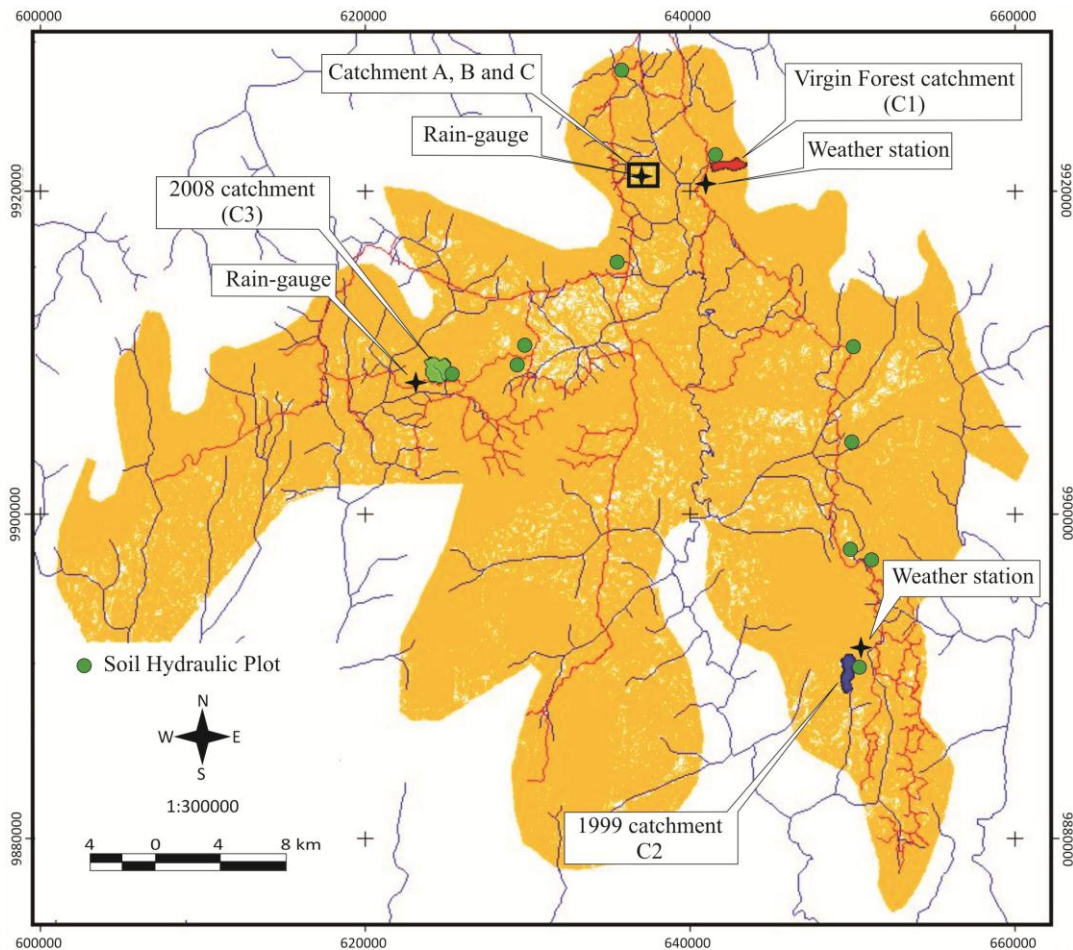 600000
620000
640000
660000
Catchment A, B and C
Virgin Forest catchment
(C1)
Rain-gauge
Weather station
9920000
9920000
2008 catchment
(C3)
Rain-gauge
9900000
9900000
Weather station
Soil Hydraulic Plot
N
W
E
S
1:300000
4
0
4
8 km
1999 catchment
C2
9880000
9880000
600000
620000
640000
660000